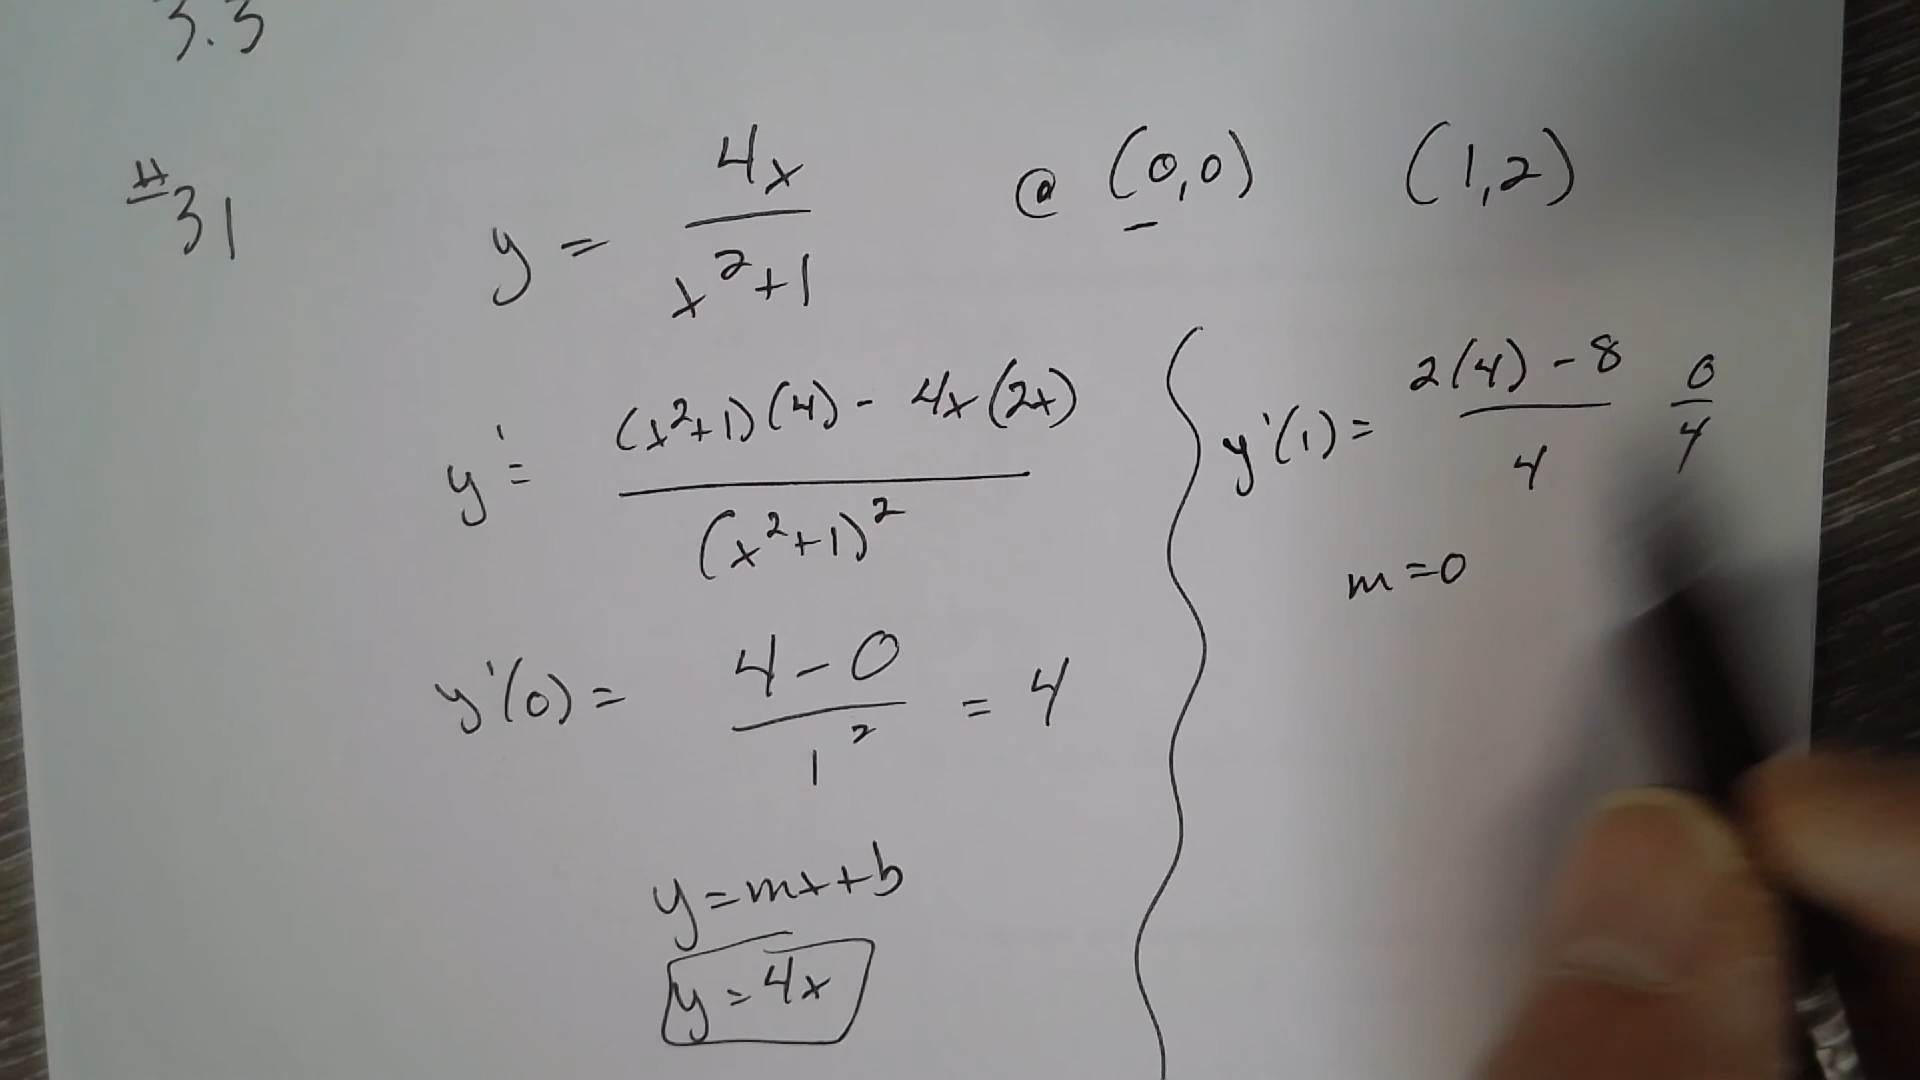 3.3
#31 y = 4x / x²+1 @ (0,0) (1,2)
y' = (x²+1)(4) - 4x(2x) / (x²+1)²
y'(0) = 4 - 0 / 1² = 4
y = mx+b
y = 4x
y'(1) = 2(4) - 8 / 4 0/4
m = 0